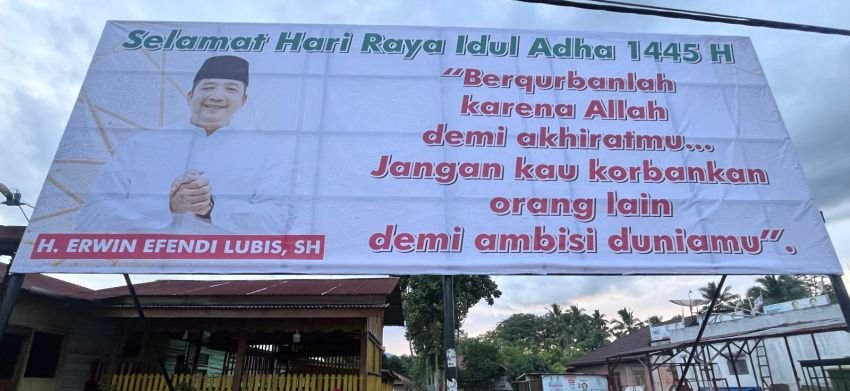 Selamat Hari Raya Idul Adha 1445 H
“Berqurbanlah
karena Allah
demi akhiratmu...
Jangan kau korbankan
orang lain
demi ambisi duniamu”.
H. ERWIN EFENDI LUBIS, SH